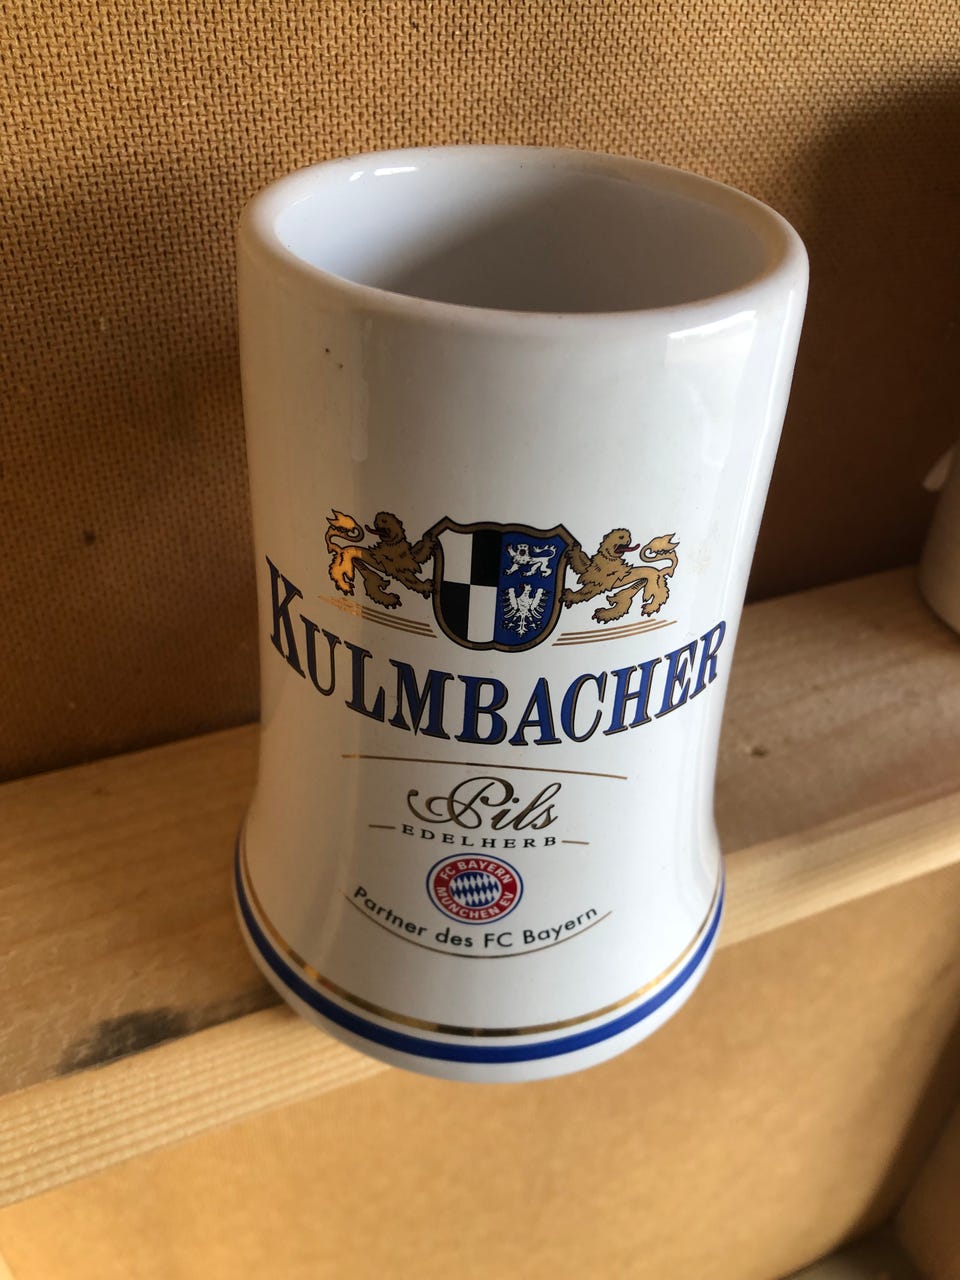 KULMBACHER
Pils
EDELHERB
FC BAYERN
MÜNCHEN EV
Partner des FC Bayern